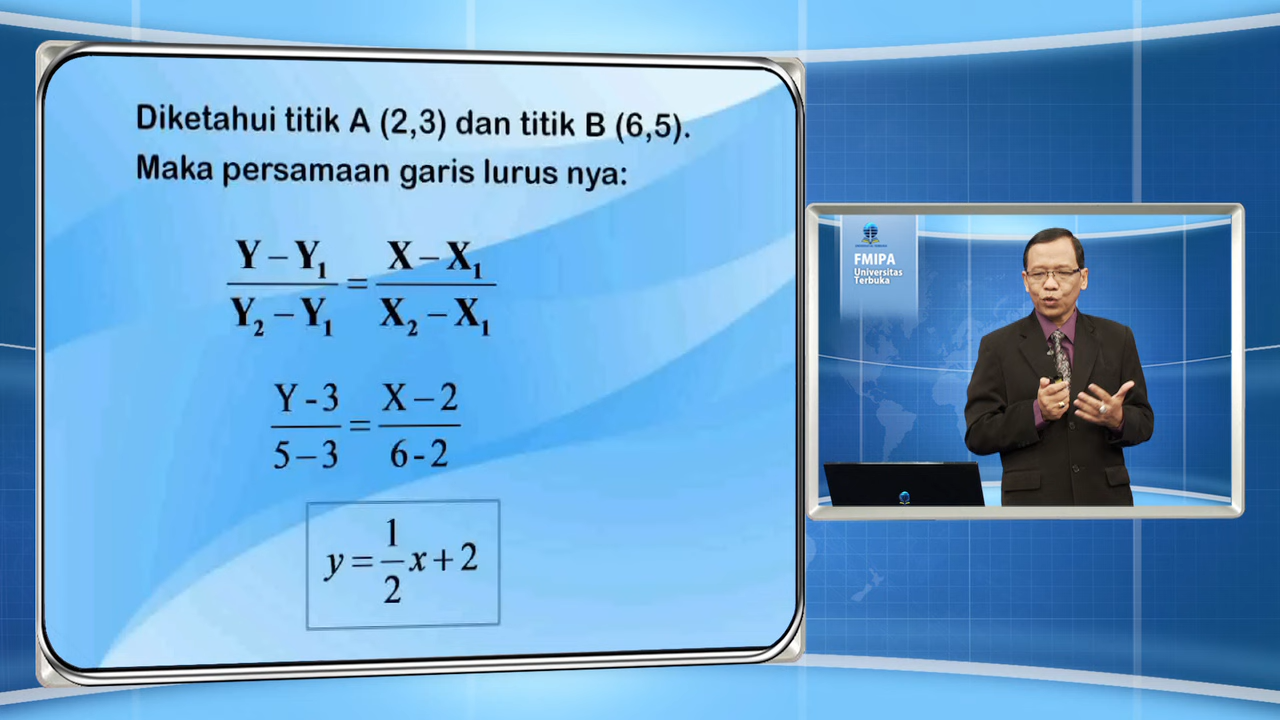 Diketahui titik A (2,3) dan titik B (6,5).
Maka persamaan garis lurus nya:
Y – Y₁ / Y₂ – Y₁ = X – X₁ / X₂ – X₁
Y - 3 / 5 – 3 = X – 2 / 6 - 2
y = 1/2 x + 2
FMIPA
Universitas
Terbuka